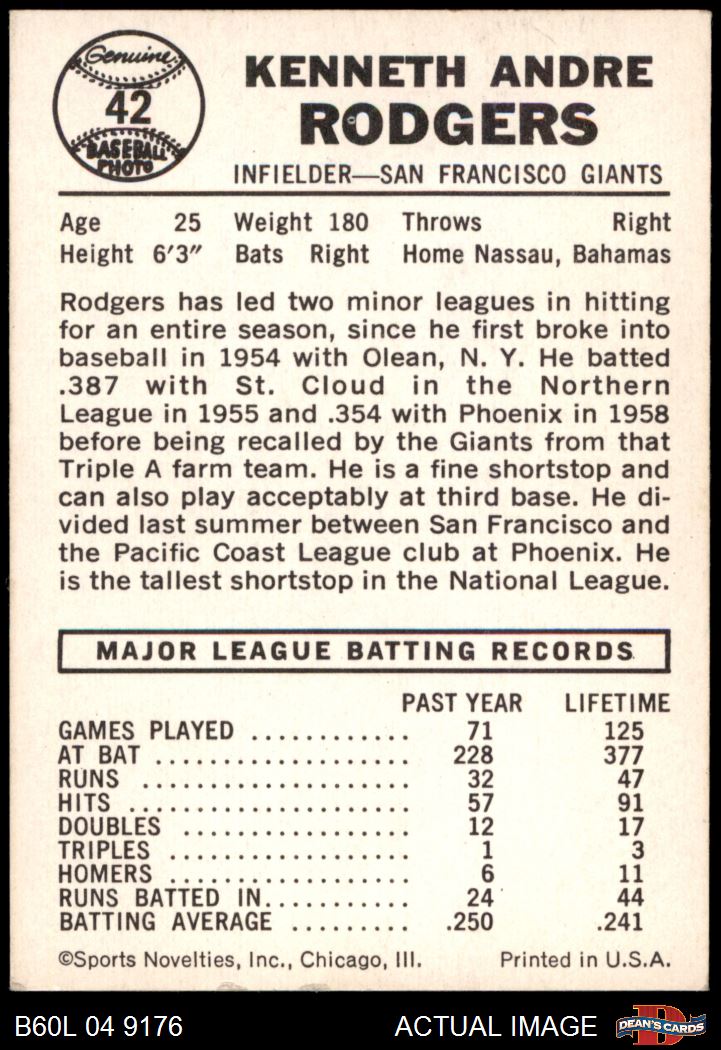 Genuine
42
BASEBALL
PHOTO
KENNETH ANDRE
RODGERS
INFIELDER—SAN FRANCISCO GIANTS
Age 25 Weight 180 Throws Right
Height 6'3" Bats Right Home Nassau, Bahamas
Rodgers has led two minor leagues in hitting
for an entire season, since he first broke into
baseball in 1954 with Olean, N. Y. He batted
.387 with St. Cloud in the Northern
League in 1955 and .354 with Phoenix in 1958
before being recalled by the Giants from that
Triple A farm team. He is a fine shortstop and
can also play acceptably at third base. He di-
vided last summer between San Francisco and
the Pacific Coast League club at Phoenix. He
is the tallest shortstop in the National League.
MAJOR LEAGUE BATTING RECORDS
PAST YEAR LIFETIME
GAMES PLAYED ............ 71 125
AT BAT ..................... 228 377
RUNS ...................... 32 47
HITS ....................... 57 91
DOUBLES .................. 12 17
TRIPLES ................... 1 3
HOMERS ................... 6 11
RUNS BATTED IN........... 24 44
BATTING AVERAGE ......... .250 .241
©Sports Novelties, Inc., Chicago, Ill. Printed in U.S.A.
B60L 04 9176 ACTUAL IMAGE D DEAN'S CARDS